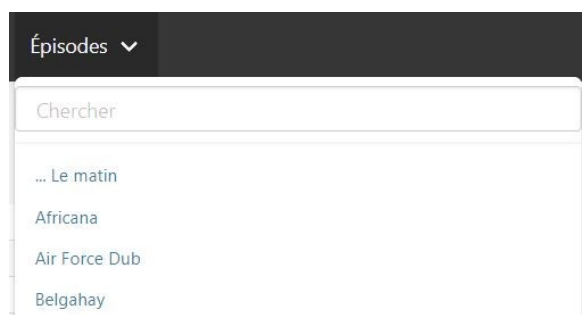 Épisodes
Chercher
... Le matin
Africana
Air Force Dub
Belgahay